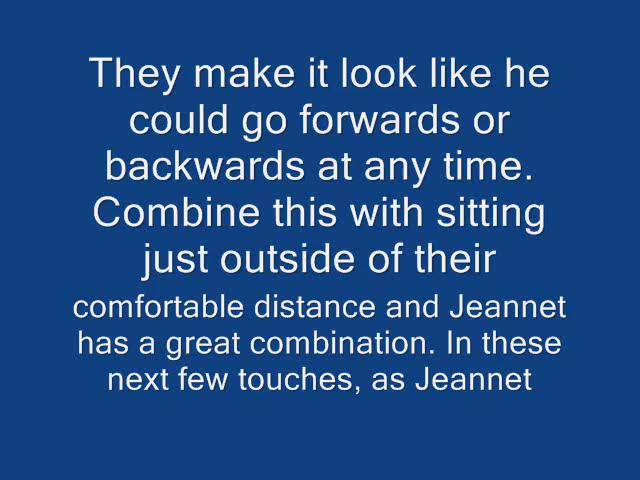 They make it look like he
could go forwards or
backwards at any time.
Combine this with sitting
just outside of their
comfortable distance and Jeannet
has a great combination. In these
next few touches, as Jeannet